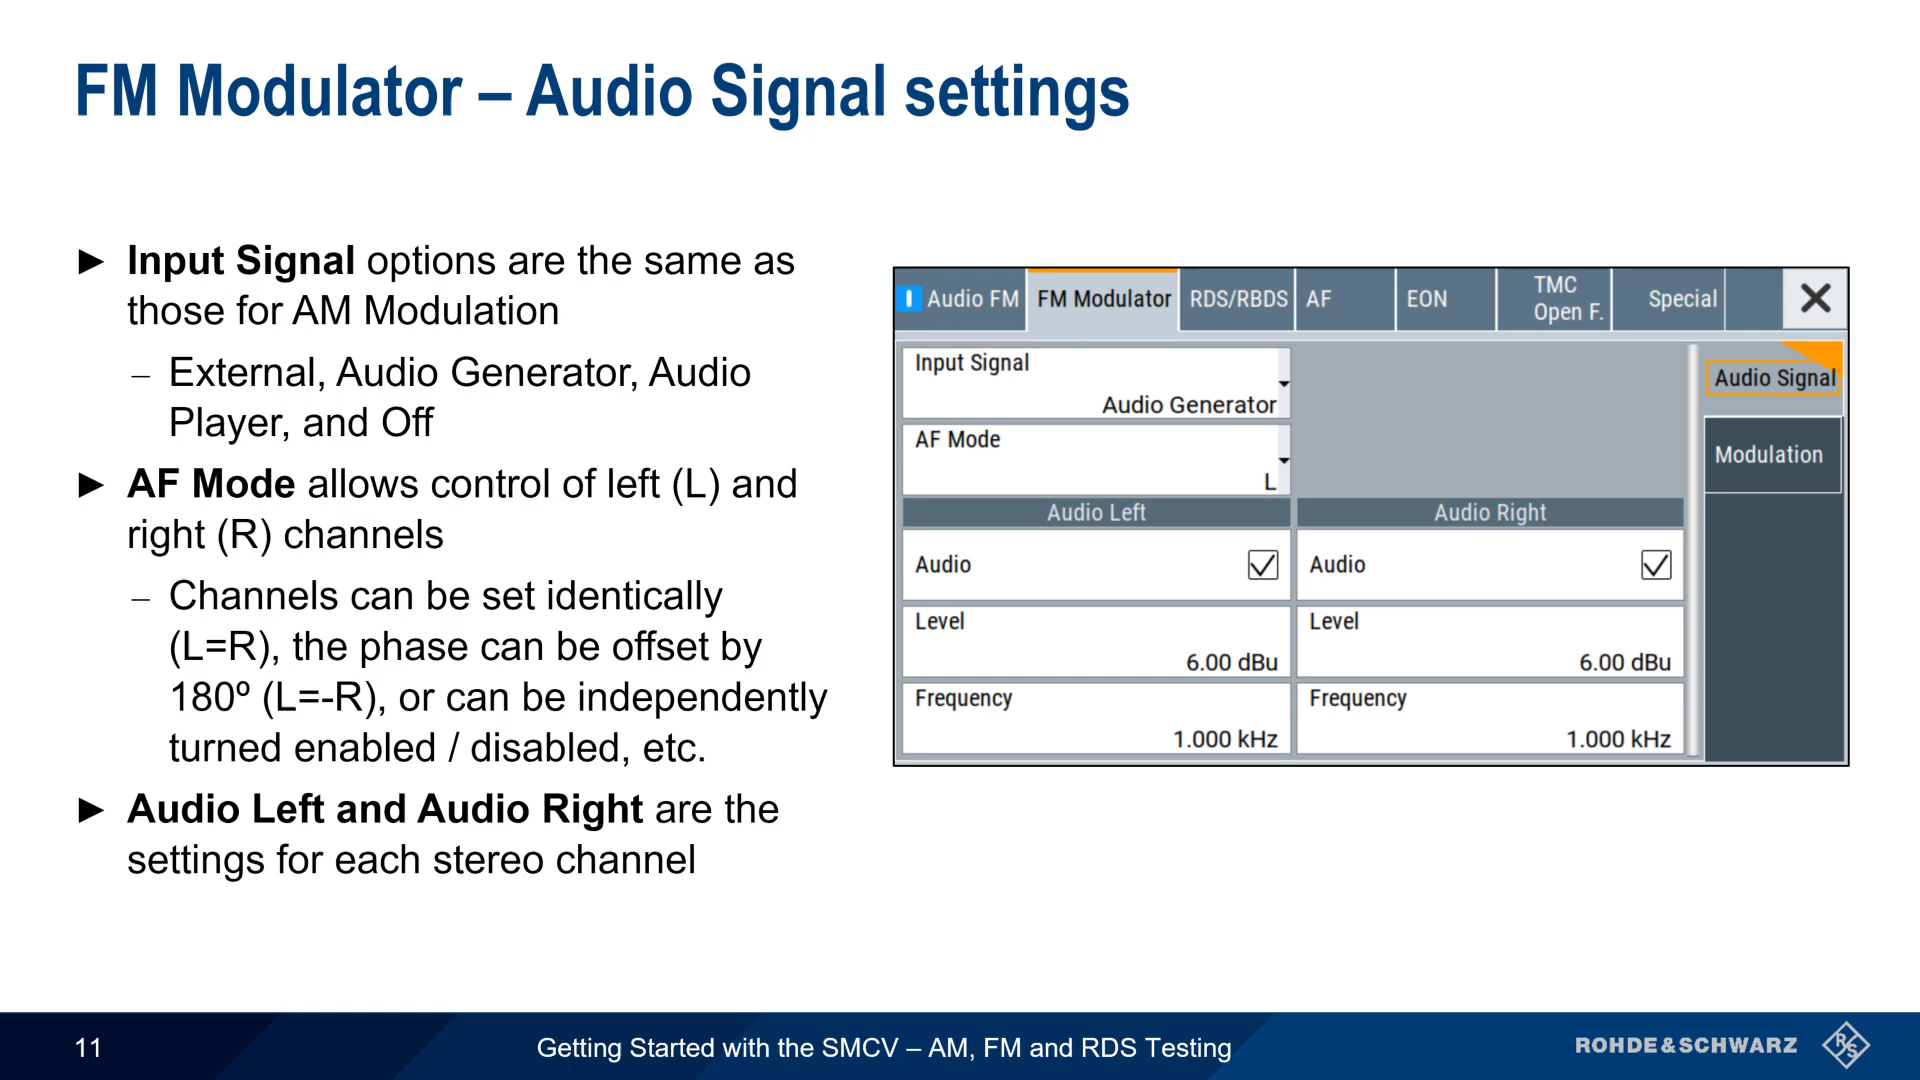 FM Modulator – Audio Signal settings
► Input Signal options are the same as
those for AM Modulation
– External, Audio Generator, Audio
Player, and Off
► AF Mode allows control of left (L) and
right (R) channels
– Channels can be set identically
(L=R), the phase can be offset by
180º (L=-R), or can be independently
turned enabled / disabled, etc.
► Audio Left and Audio Right are the
settings for each stereo channel
Audio FM FM Modulator RDS/RBDS AF EON TMC Open F. Special
Input Signal
Audio Generator
AF Mode
L
Audio Left Audio Right
Audio Audio
Level Level
6.00 dBu 6.00 dBu
Frequency Frequency
1.000 kHz 1.000 kHz
Audio Signal
Modulation
11 Getting Started with the SMCV – AM, FM and RDS Testing ROHDE&SCHWARZ R&S